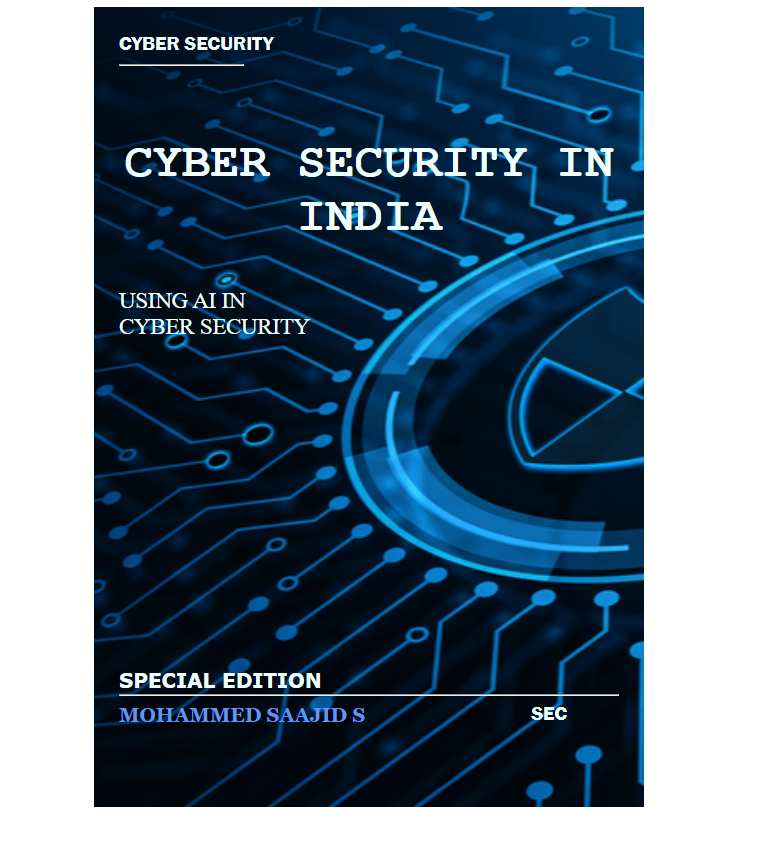 CYBER SECURITY
CYBER SECURITY IN
INDIA
USING AI IN
CYBER SECURITY
SPECIAL EDITION
MOHAMMED SAAJID S
SEC